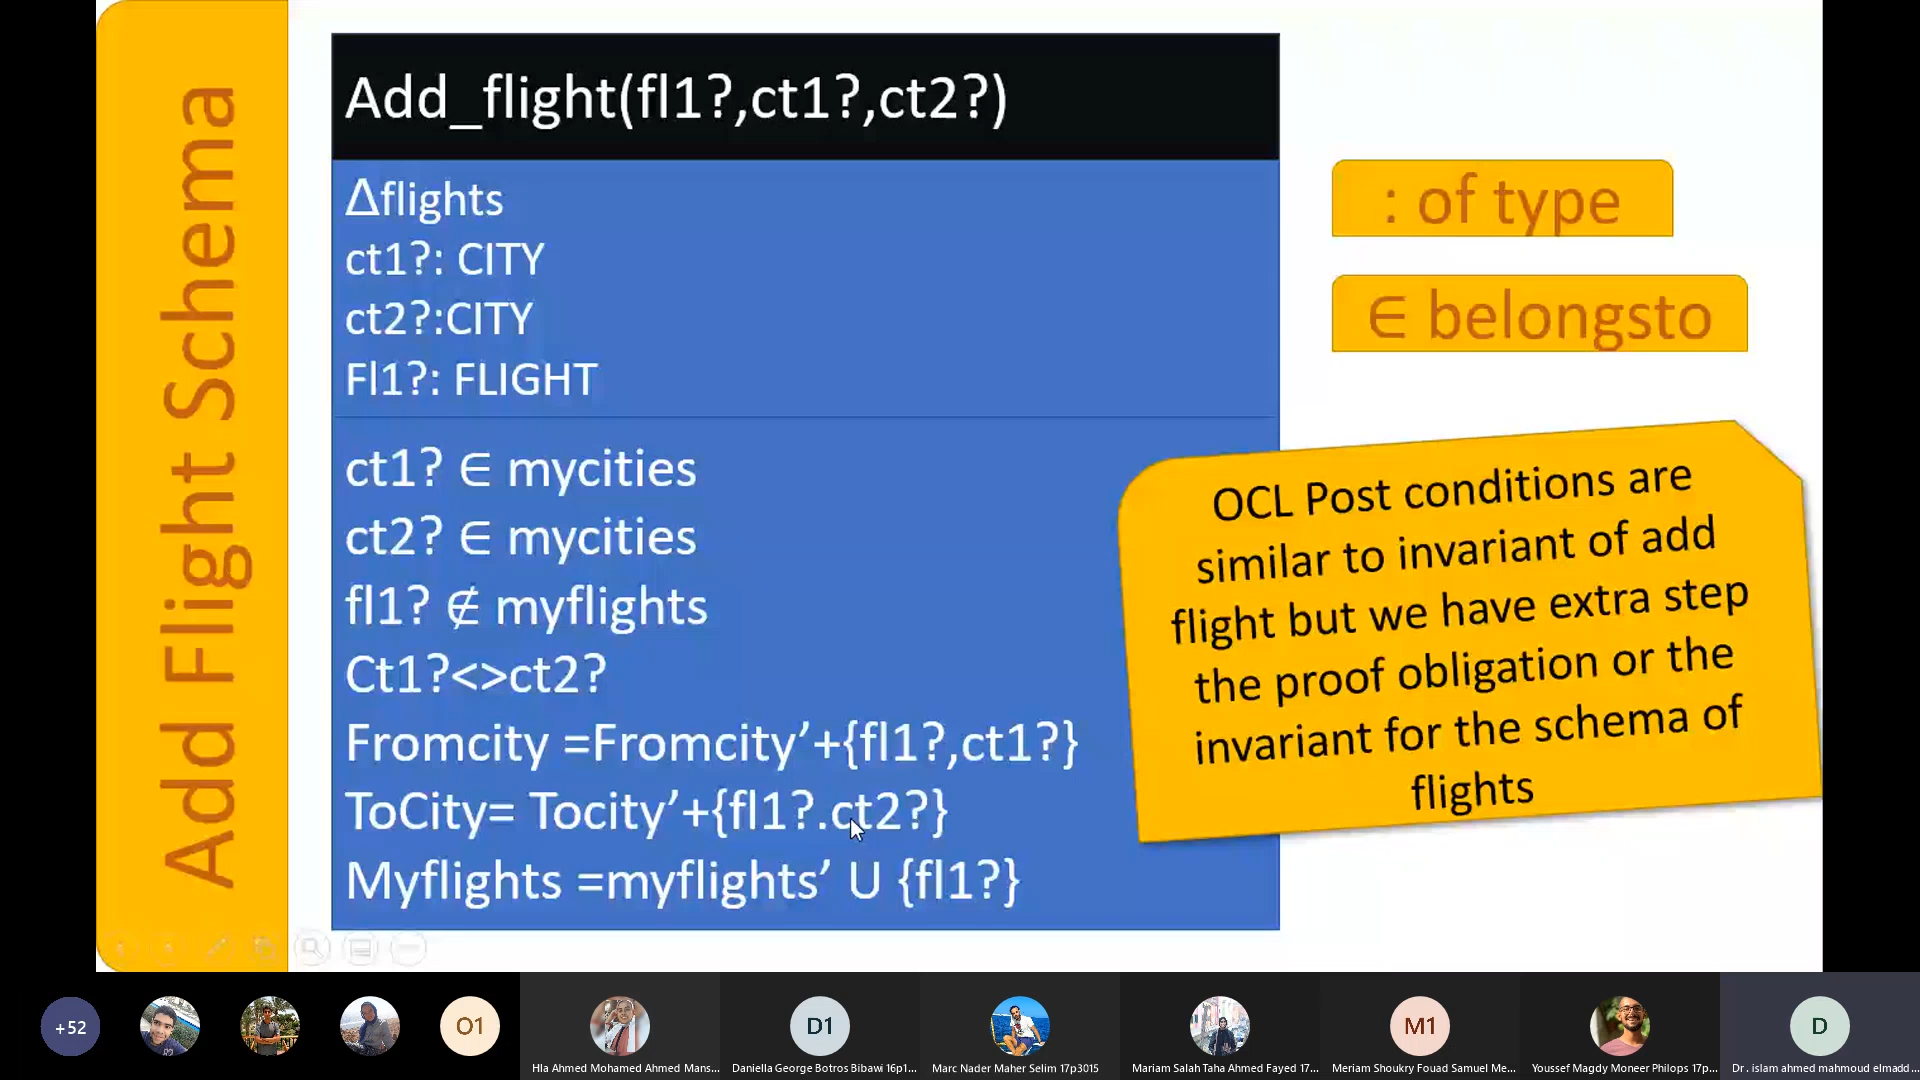 Add Flight Schema
Add_flight(fl1?,ct1?,ct2?)
Δflights
ct1?: CITY
ct2?:CITY
Fl1?: FLIGHT
ct1? ∈ mycities
ct2? ∈ mycities
fl1? ∉ myflights
Ct1?<>ct2?
Fromcity =Fromcity’+{fl1?,ct1?}
ToCity= Tocity’+{fl1?.ct2?}
Myflights =myflights’ U {fl1?}
: of type
∈ belongsto
OCL Post conditions are
similar to invariant of add
flight but we have extra step
the proof obligation or the
invariant for the schema of
flights
+52
O1
D1
M1
D
Hla Ahmed Mohamed Ahmed Mans...
Daniella George Botros Bibawi 16p1...
Marc Nader Maher Selim 17p3015
Mariam Salah Taha Ahmed Fayed 17...
Meriam Shoukry Fouad Samuel Me...
Youssef Magdy Moneer Philops 17p...
Dr . islam ahmed mahmoud elmadd...